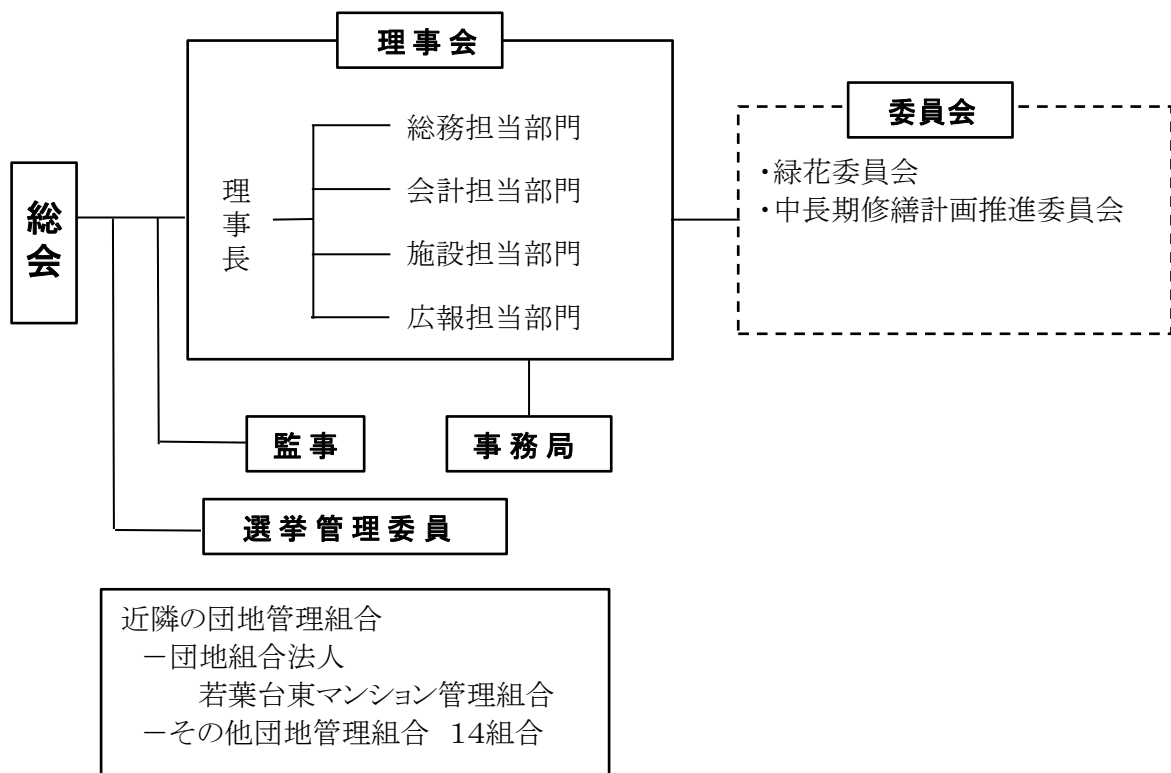 理事会
委員会
総務担当部門
会計担当部門
施設担当部門
広報担当部門
理事長
総会
・緑花委員会
・中長期修繕計画推進委員会
監事
事務局
選挙管理委員
近隣の団地管理組合
－団地組合法人
若葉台東マンション管理組合
－その他団地管理組合 14組合